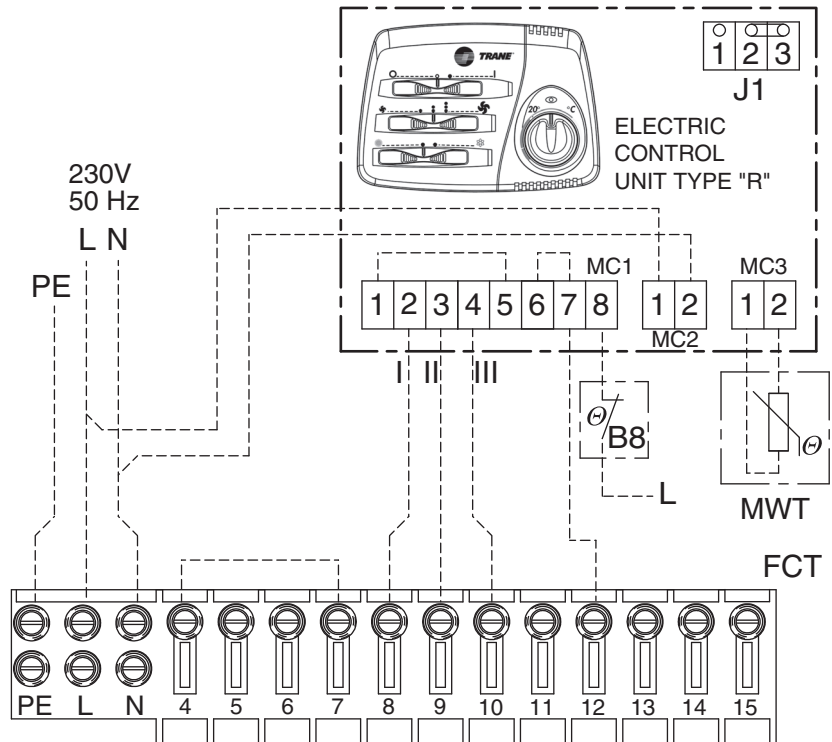 TRANE
20° °C
1 2 3
J1
ELECTRIC
CONTROL
UNIT TYPE "R"
230V
50 Hz
L N
PE
MC1
MC3
1 2 3 4 5 6 7 8
1 2
1 2
MC2
I II III
Θ
B8
Θ
L
MWT
FCT
PE L N 4 5 6 7 8 9 10 11 12 13 14 15